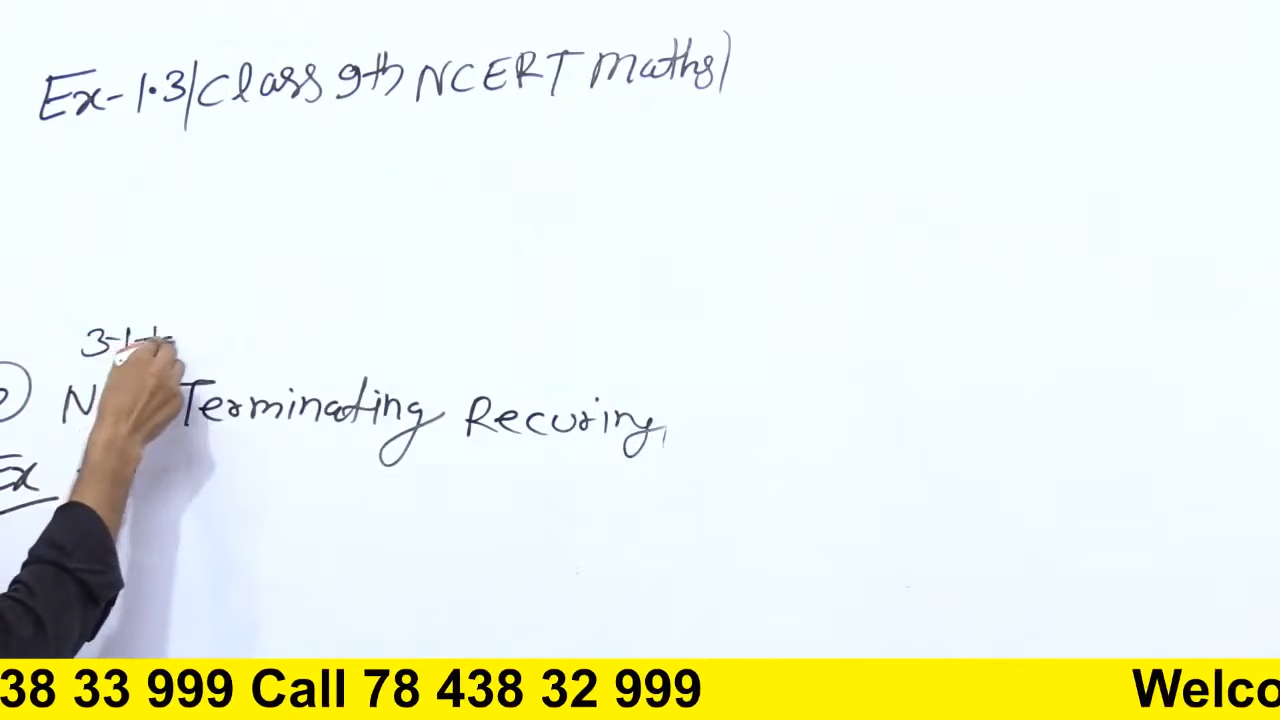 Ex-1.3/Class 9th NCERT Maths)
Terminating Recuring,
Ex
38 33 999 Call 78 438 32 999 Welco